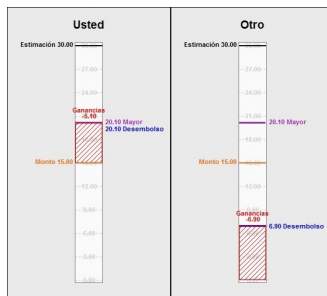 Usted
Estimación 30.00
27.00
24.00
Ganancias
-5.10
20.10 Mayor
20.10 Desembolso
18.00
Monto 15.00
12.00
9.00
6.00
3.00
0.00
Otro
Estimación 30.00
27.00
24.00
21.00
20.10 Mayor
18.00
Monto 15.00
12.00
9.00
Ganancias
-6.90
6.90 Desembolso
3.00
0.00